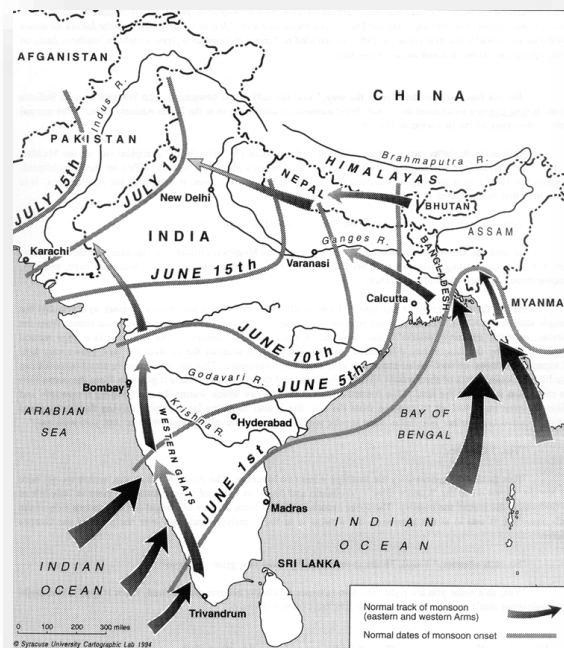 AFGANISTAN
CHINA
Indus R.
PAKISTAN
JULY 15th
JULY 1st
HIMALAYAS
Brahmaputra R.
NEPAL
New Delhi
BHUTAN
ASSAM
INDIA
Ganges R.
BANGLADESH
Karachi
Varanasi
JUNE 15th
Calcutta
MYANMA
JUNE 10th
Godavari R.
JUNE 5th
Bombay
Krishna R.
Hyderabad
ARABIAN
SEA
WESTERN GHATS
BAY OF
BENGAL
JUNE 1st
Madras
INDIAN
OCEAN
INDIAN
OCEAN
SRI LANKA
Trivandrum
0 300 miles
© Syracuse University Cartographic Lab 1994
Normal track of monsoon
(eastern and western Arms)
Normal dates of monsoon onset